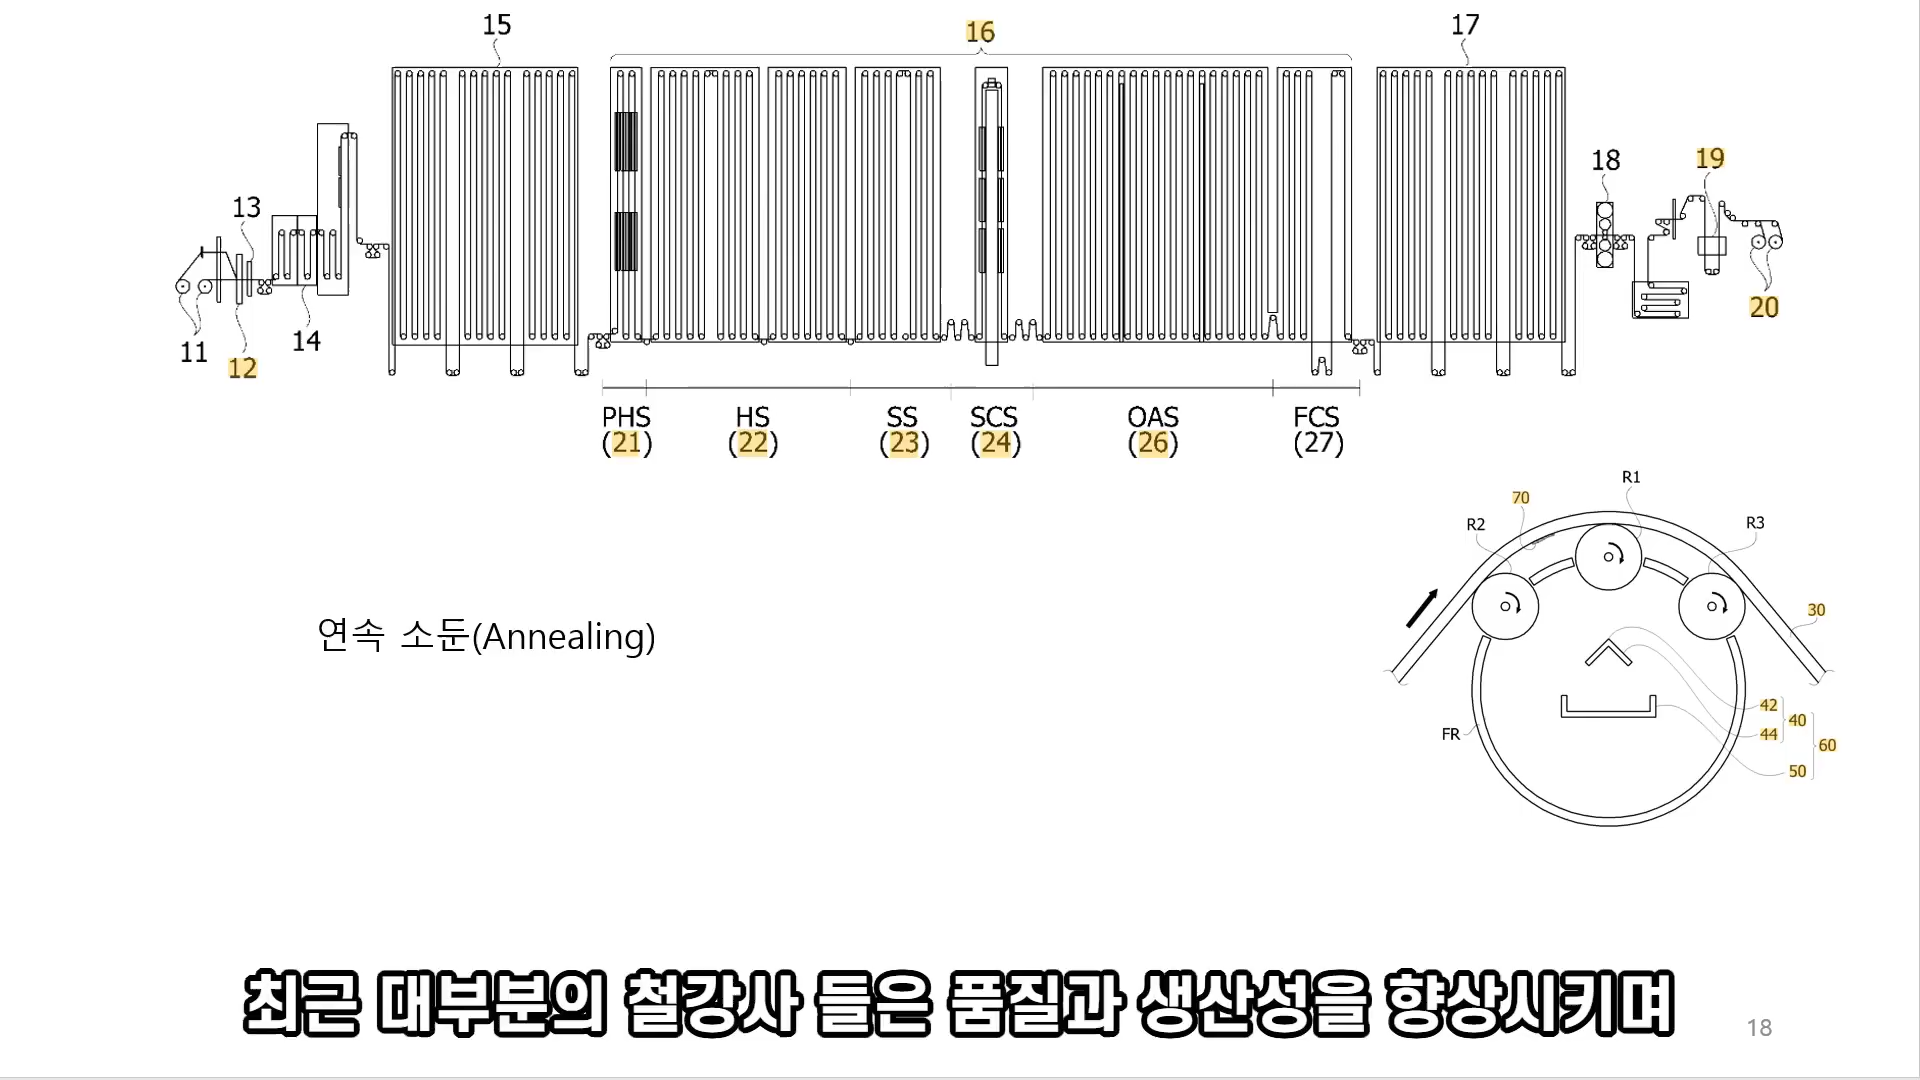 15
16
17
13
18
19
11
12
14
20
PHS
(21)
HS
(22)
SS
(23)
SCS
(24)
OAS
(26)
FCS
(27)
R1
70
R2
R3
30
42
40
44
60
50
FR
연속 소둔(Annealing)
최근 대부분의 철강사 들은 품질과 생산성을 향상시키며
18